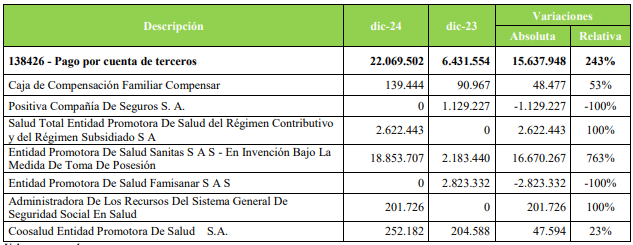 Descripción dic-24 dic-23 Variaciones
Absoluta Relativa
138426 - Pago por cuenta de terceros 22.069.502 6.431.554 15.637.948 243%
Caja de Compensación Familiar Compensar 139.444 90.967 48.477 53%
Positiva Compañía De Seguros S. A. 0 1.129.227 -1.129.227 -100%
Salud Total Entidad Promotora De Salud del Régimen Contributivo
y del Régimen Subsidiado S A 2.622.443 0 2.622.443 100%
Entidad Promotora De Salud Sanitas S A S - En Invención Bajo La
Medida De Toma De Posesión 18.853.707 2.183.440 16.670.267 763%
Entidad Promotora De Salud Famisanar S A S 0 2.823.332 -2.823.332 -100%
Administradora De Los Recursos Del Sistema General De
Seguridad Social En Salud 201.726 0 201.726 100%
Coosalud Entidad Promotora De Salud S.A. 252.182 204.588 47.594 23%